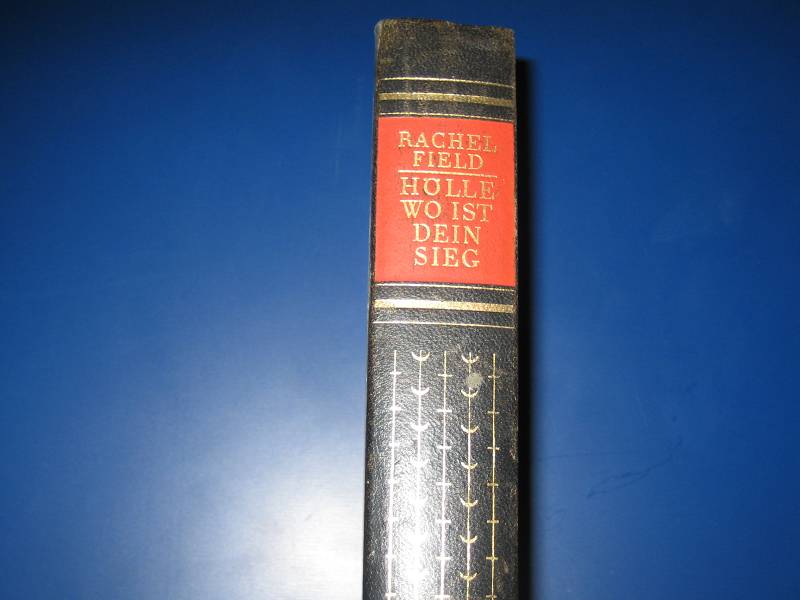 RACHEL
FIELD
HÖLLE
WO IST
DEIN
SIEG